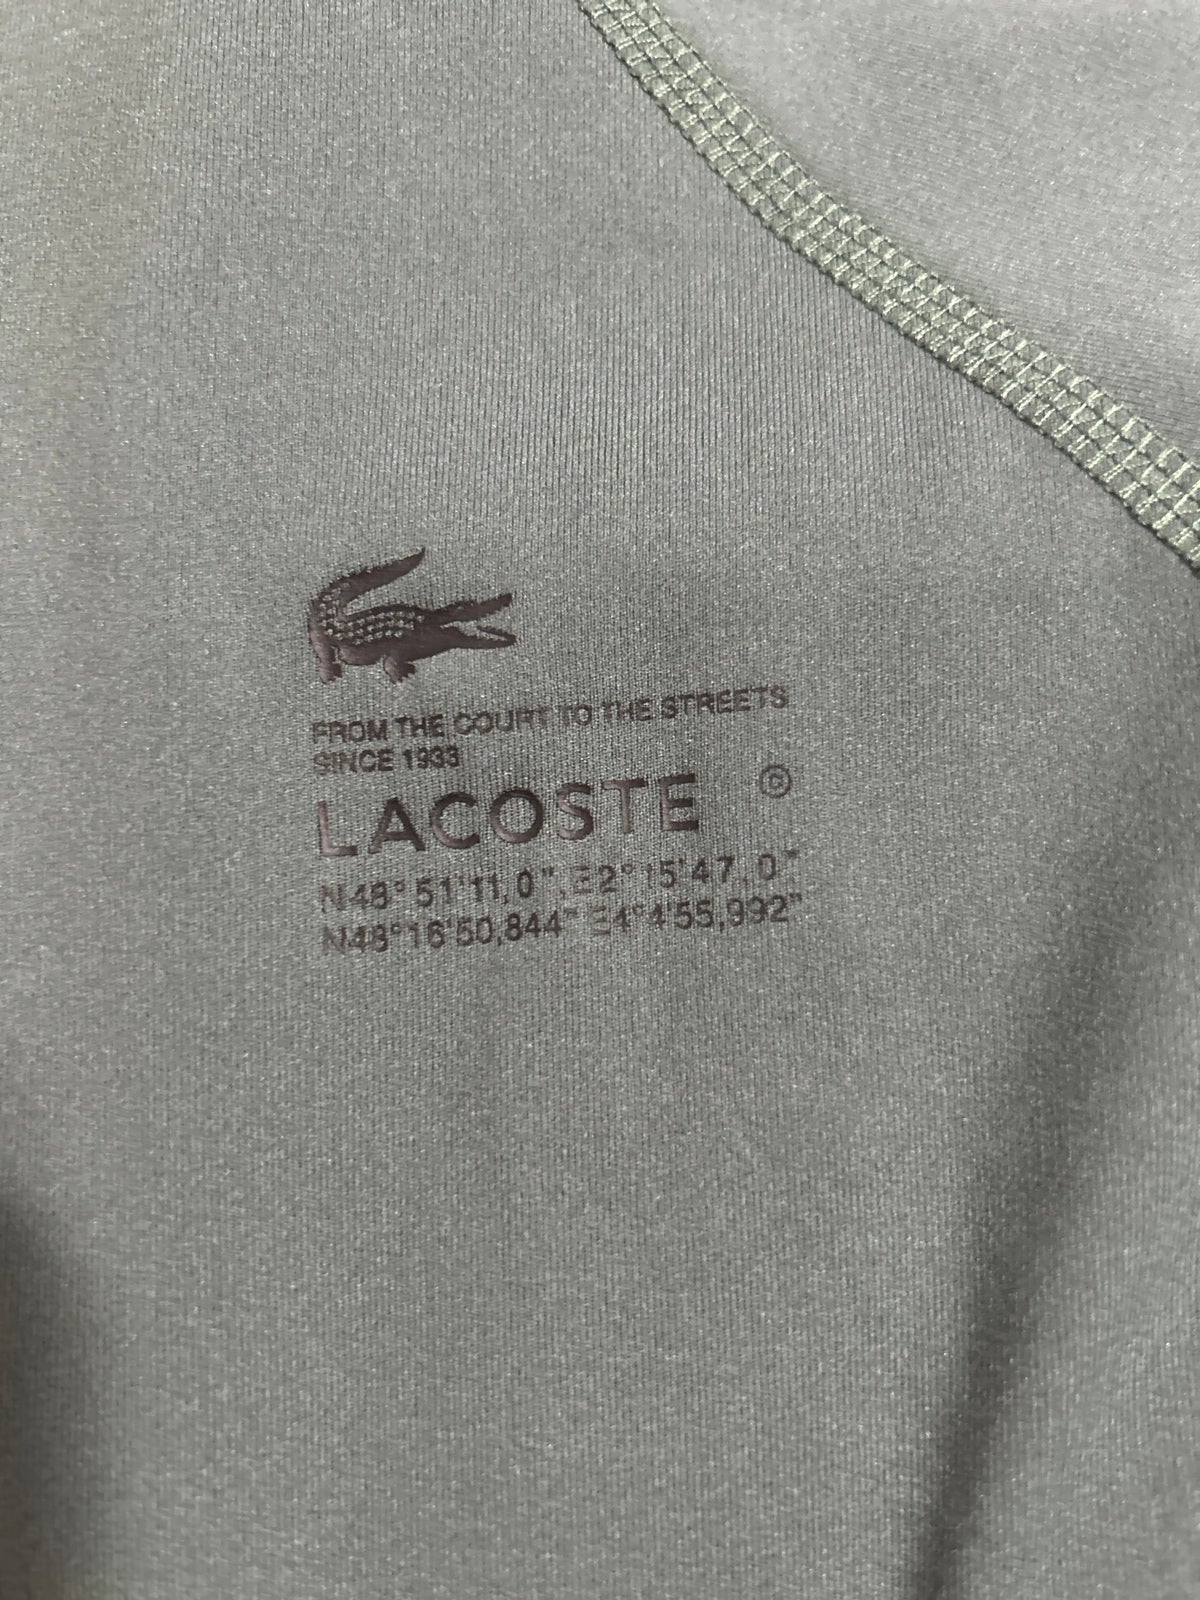 FROM THE COURT TO THE STREETS
SINCE 1933
LACOSTE ©
N48°51'11,0", E2°15'47,0"
N48°16'50,844" E4°4'55,992"